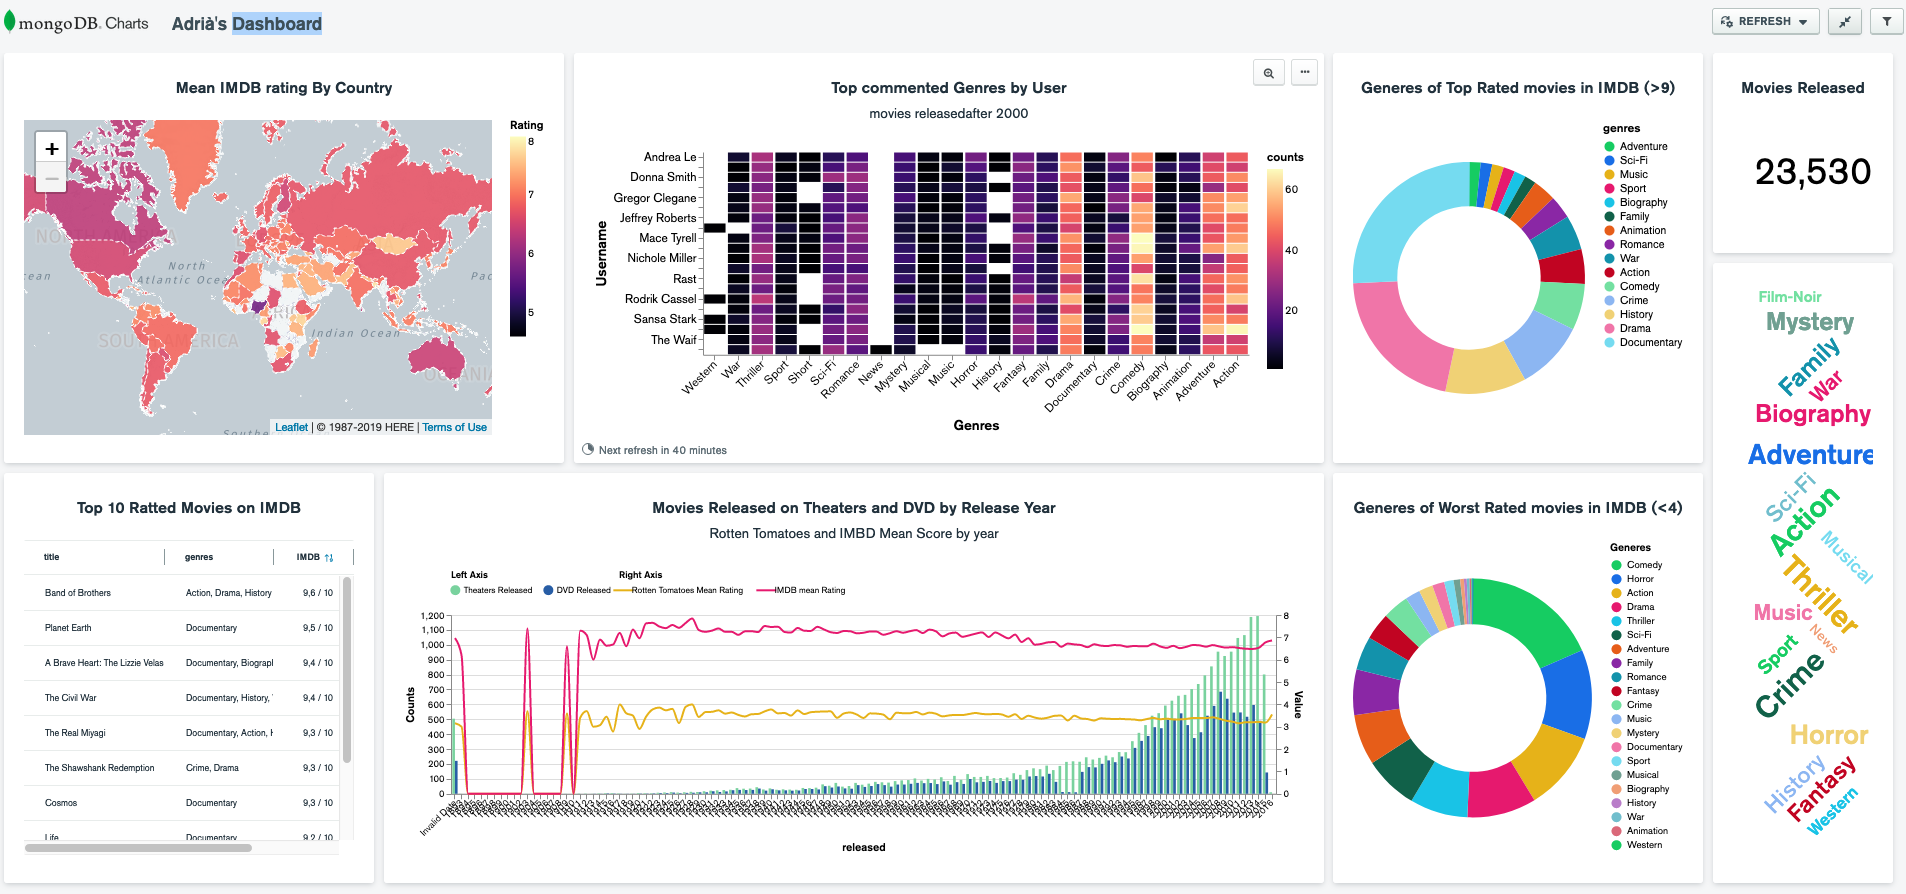 mongoDB. Charts
Adrià's Dashboard
REFRESH
Mean IMDB rating By Country
+
−
Rating
8
7
6
5
NORTH AMERICA
North
Atlantic Ocea
ean
Pac
SOUTH AMERICA
Indian Ocean
OCEANI
Leaflet | © 1987-2019 HERE | Terms of Use
Top commented Genres by User
movies releasedafter 2000
Username
Andrea Le
Donna Smith
Gregor Clegane
Jeffrey Roberts
Mace Tyrell
Nichole Miller
Rast
Rodrik Cassel
Sansa Stark
The Waif
Western
War
Thriller
Sport
Short
Sci-Fi
Romance
News
Mystery
Musical
Music
Horror
History
Fantasy
Family
Drama
Documentary
Crime
Comedy
Biography
Animation
Adventure
Action
Genres
counts
60
40
20
Next refresh in 40 minutes
Generes of Top Rated movies in IMDB (>9)
genres
Adventure
Sci-Fi
Music
Sport
Biography
Family
Animation
Romance
War
Action
Comedy
Crime
History
Drama
Documentary
Movies Released
23,530
Film-Noir
Mystery
Family
War
Biography
Adventure
Sci-Fi
Action
Musical
Thriller
Music
News
Sport
Crime
Horror
History
Fantasy
Western
Top 10 Ratted Movies on IMDB
title genres IMDB
Band of Brothers Action, Drama, History 9,6 / 10
Planet Earth Documentary 9,5 / 10
A Brave Heart: The Lizzie Velas Documentary, Biograpl 9,4 / 10
The Civil War Documentary, History, 9,4 / 10
The Real Miyagi Documentary, Action, H 9,3 / 10
The Shawshank Redemption Crime, Drama 9,3 / 10
Cosmos Documentary 9,3 / 10
Life Documentary 9,2 / 10
Movies Released on Theaters and DVD by Release Year
Rotten Tomatoes and IMBD Mean Score by year
Left Axis Right Axis
Theaters Released DVD Released Rotten Tomatoes Mean Rating IMDB mean Rating
Counts
1,200
1,100
1,000
900
800
700
600
500
400
300
200
100
0
8
7
6
5
4
3
2
1
0
Value
Invalid Date
2016
released
Generes of Worst Rated movies in IMDB (<4)
Generes
Comedy
Horror
Action
Drama
Thriller
Sci-Fi
Adventure
Family
Romance
Fantasy
Crime
Music
Mystery
Documentary
Sport
Musical
Biography
History
War
Animation
Western